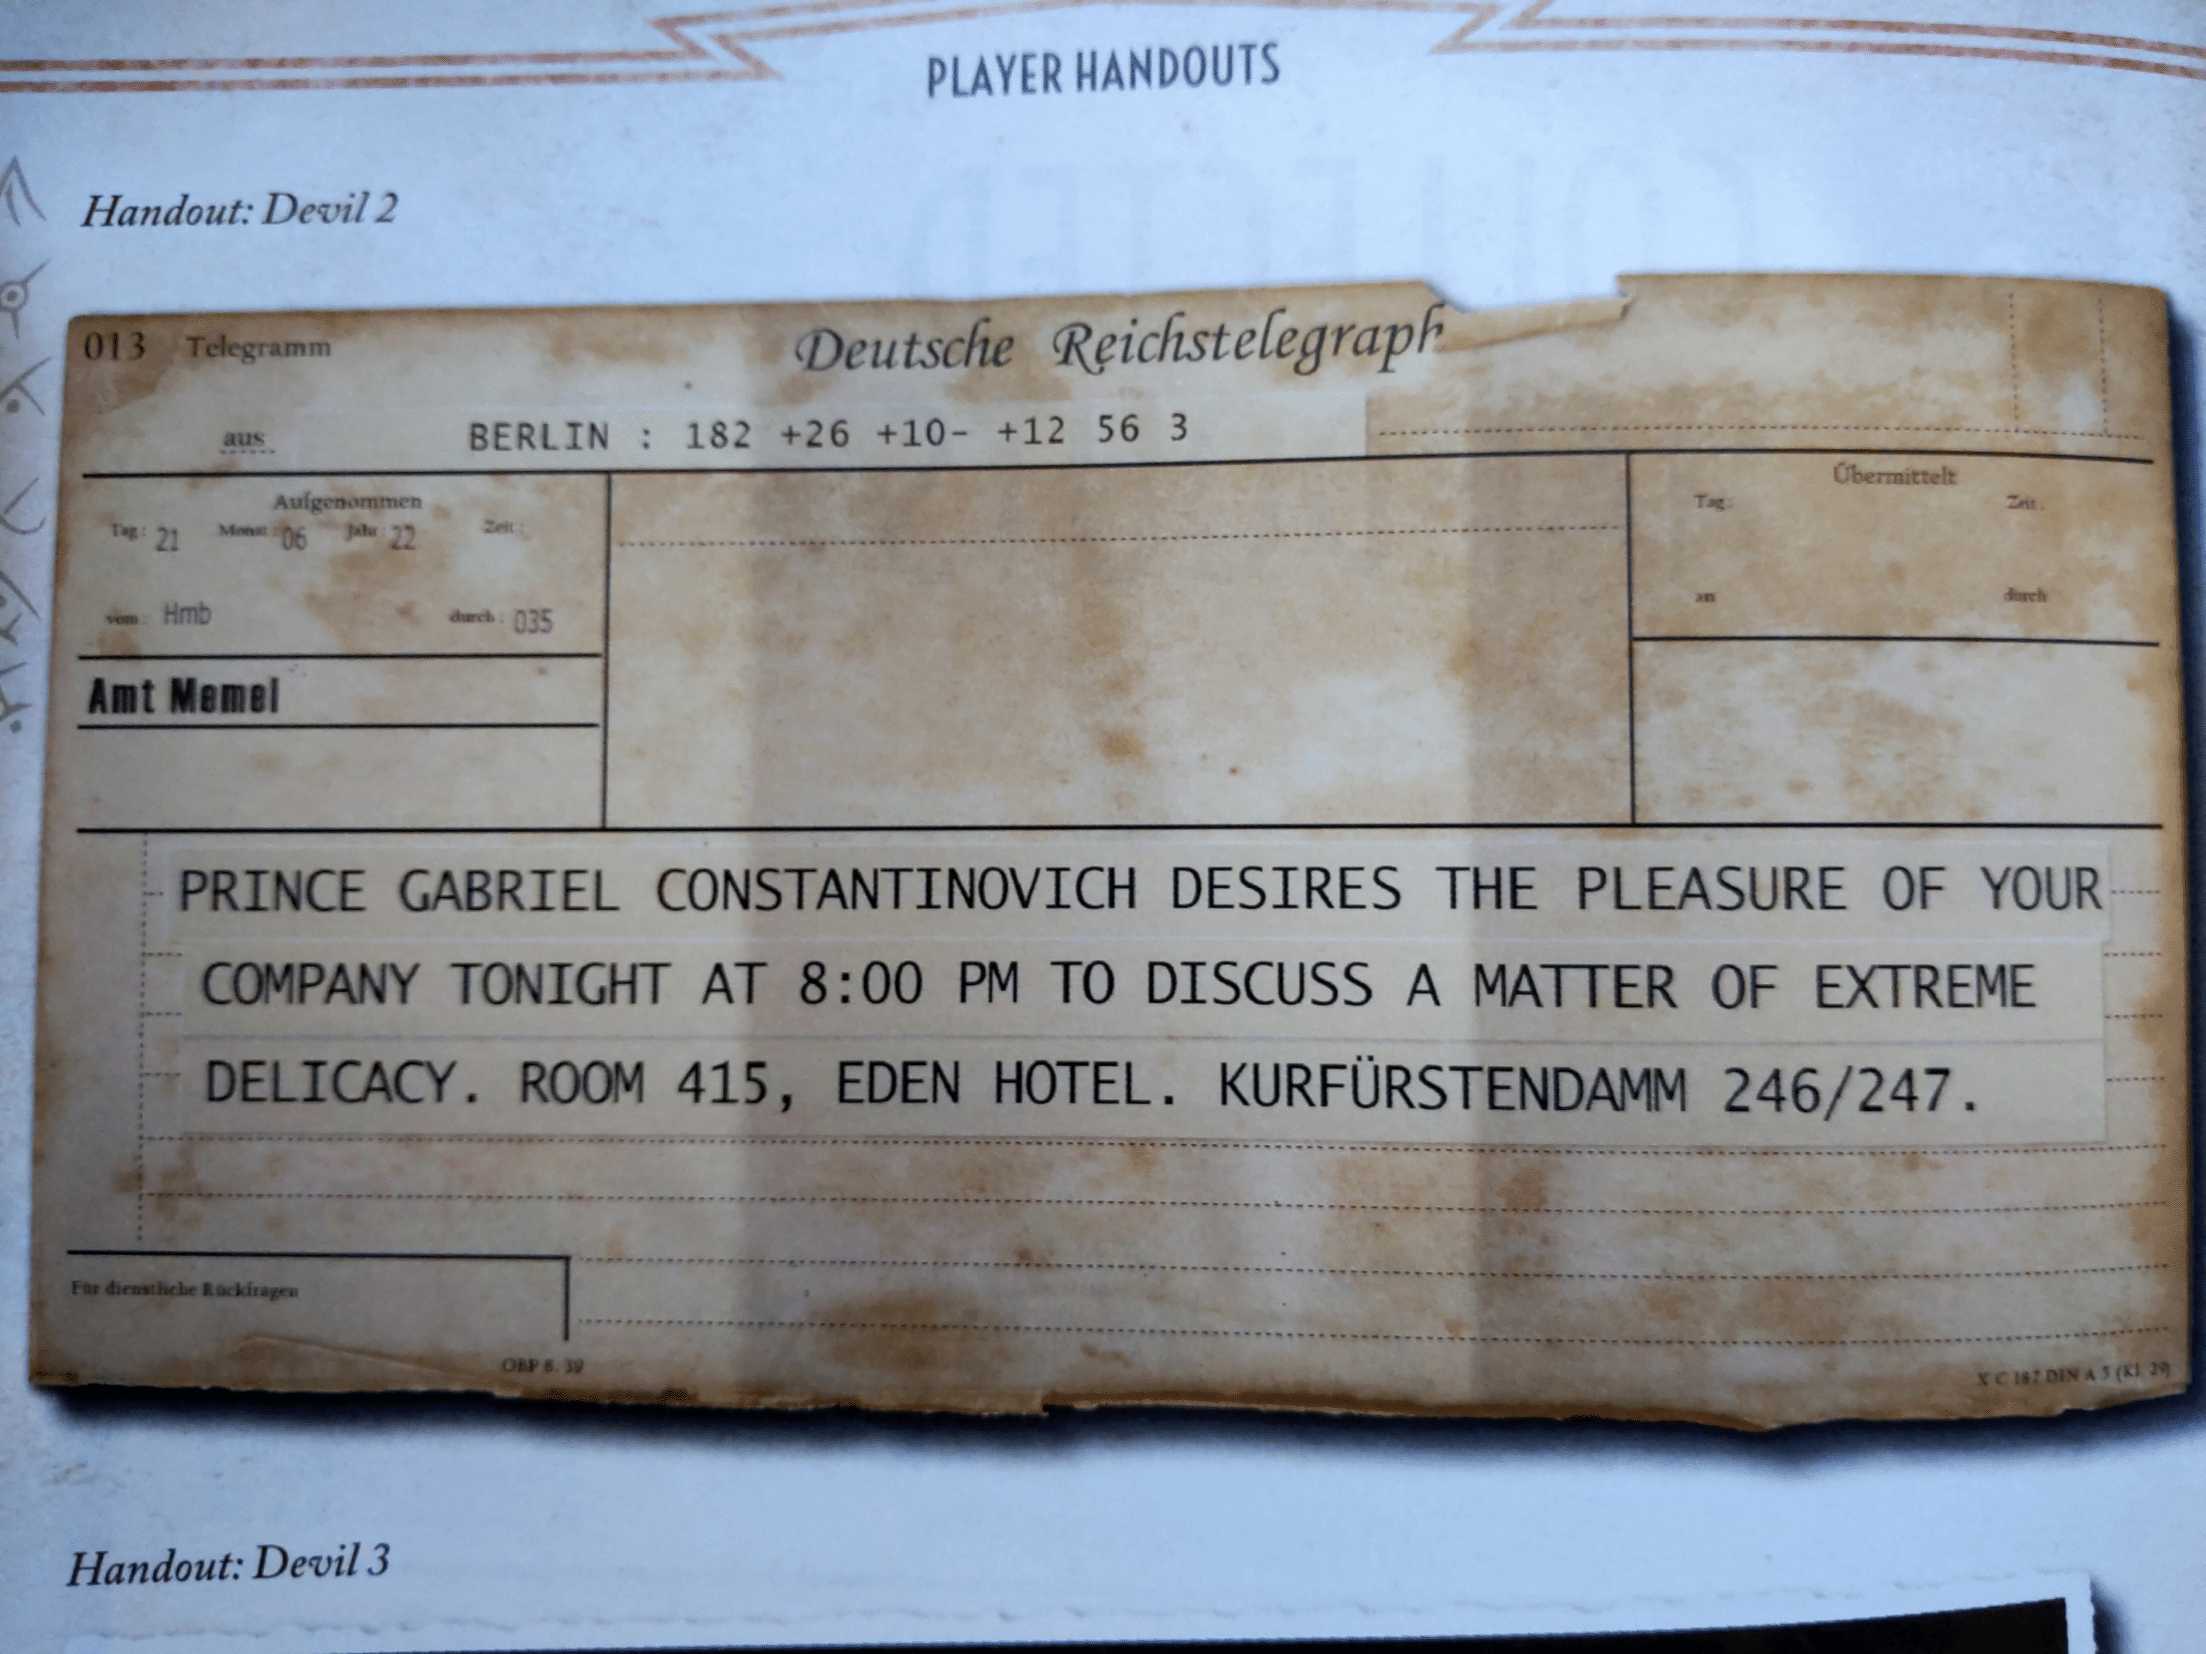 PLAYER HANDOUTS
Handout: Devil 2
013 Telegramm
Deutsche Reichstelegraph
aus
BERLIN : 182 +26 +10- +12 56 3
Aufgenommen
Tag: 21 Monat: 06 Jahr 22 Zeit:
vom: Hmb durch: 035
Amt Memel
Übermittelt
Tag: Zeit:
an durch
PRINCE GABRIEL CONSTANTINOVICH DESIRES THE PLEASURE OF YOUR
COMPANY TONIGHT AT 8:00 PM TO DISCUSS A MATTER OF EXTREME
DELICACY. ROOM 415, EDEN HOTEL. KURFÜRSTENDAMM 246/247.
Für dienstliche Rückfragen
OBP 8. 39
X C 187 DIN A 5 (Kl. 29)
Handout: Devil 3